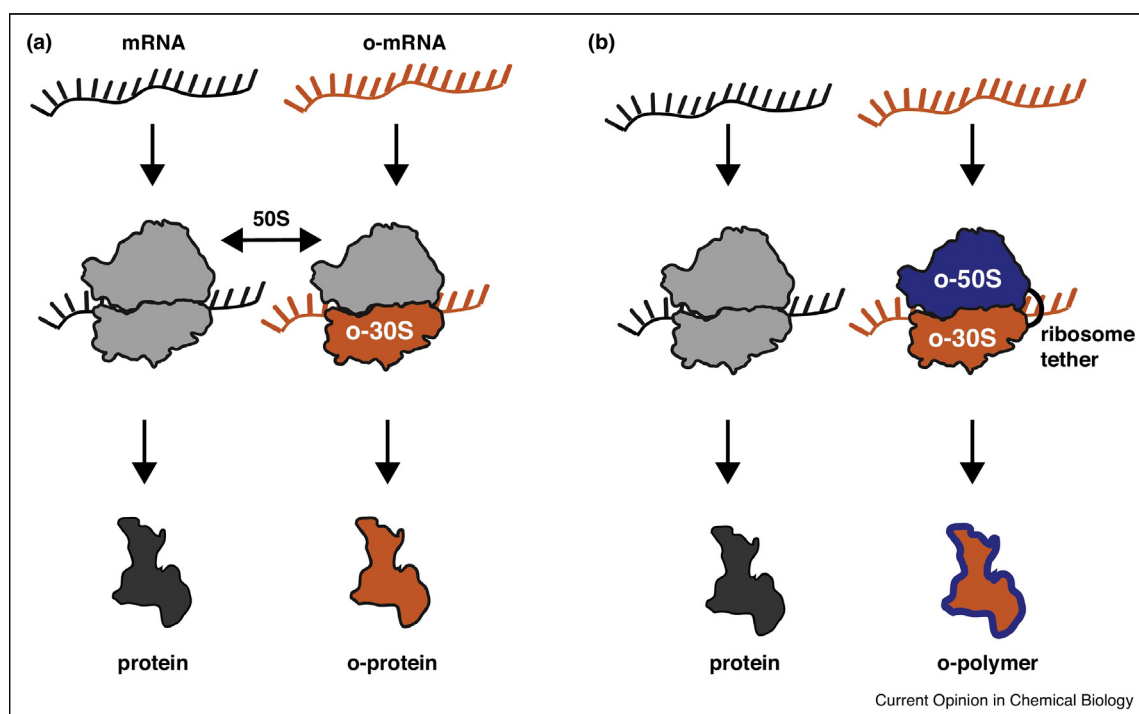 (a)
mRNA
o-mRNA
50S
o-30S
protein
o-protein
(b)
o-50S
o-30S
ribosome
tether
protein
o-polymer
Current Opinion in Chemical Biology